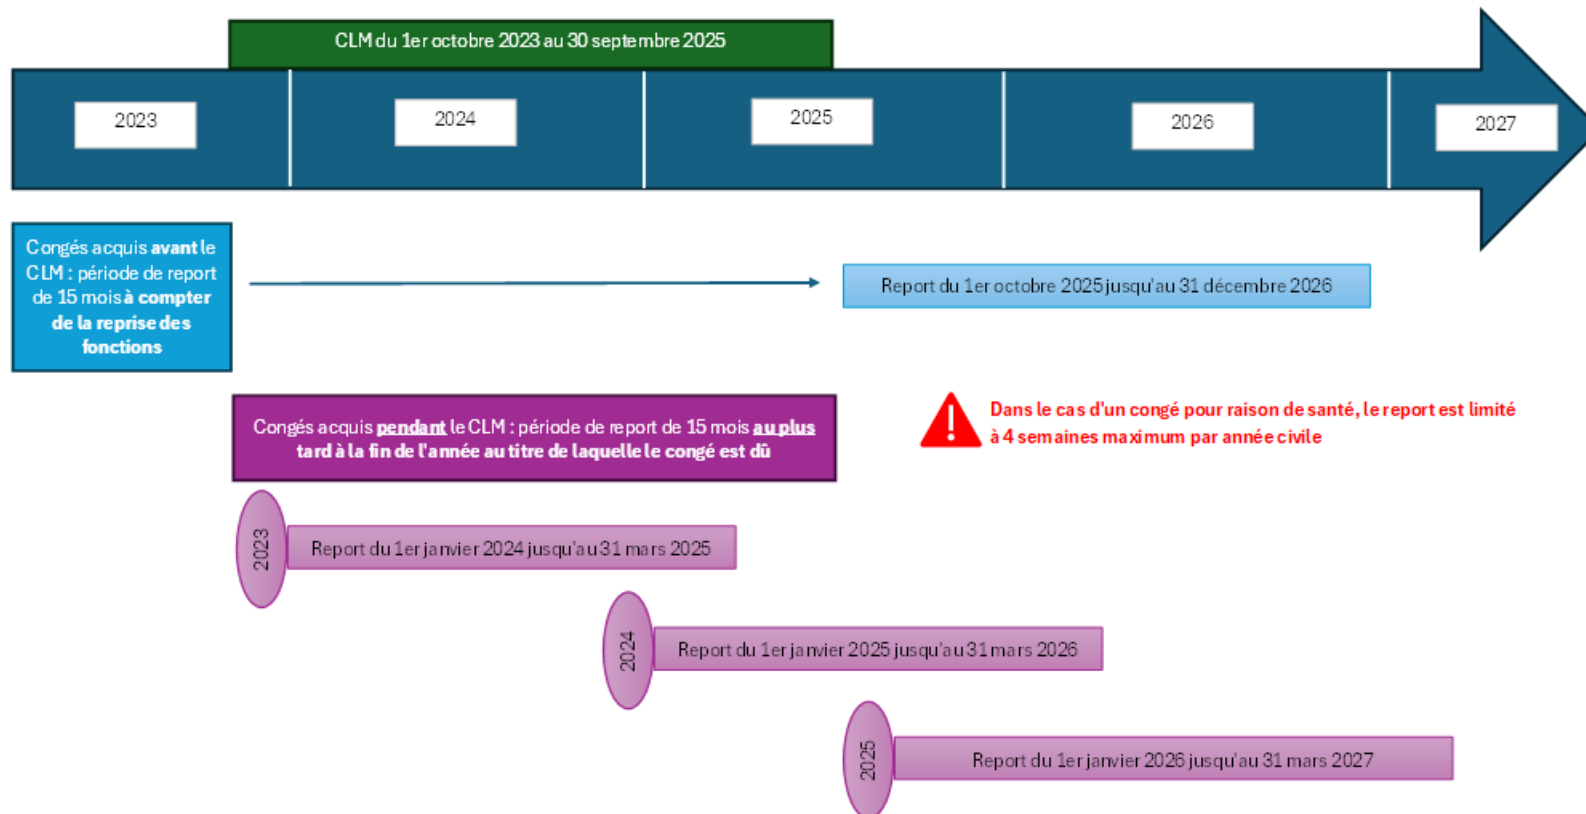 CLM du 1er octobre 2023 au 30 septembre 2025
2023
2024
2025
2026
2027
Congés acquis avant le
CLM : période de report
de 15 mois à compter
de la reprise des
fonctions
Report du 1er octobre 2025 jusqu'au 31 décembre 2026
Congés acquis pendant le CLM : période de report de 15 mois au plus
tard à la fin de l'année au titre de laquelle le congé est dû
Dans le cas d'un congé pour raison de santé, le report est limité
à 4 semaines maximum par année civile
2023
Report du 1er janvier 2024 jusqu'au 31 mars 2025
2024
Report du 1er janvier 2025 jusqu'au 31 mars 2026
2025
Report du 1er janvier 2026 jusqu'au 31 mars 2027